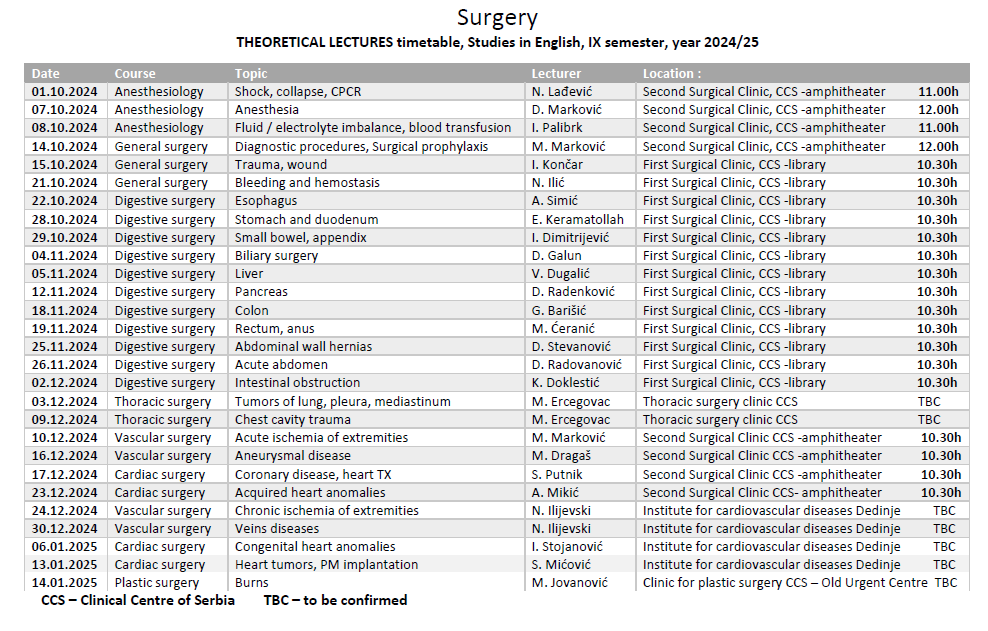 Surgery
THEORETICAL LECTURES timetable, Studies in English, IX semester, year 2024/25
Date Course Topic Lecturer Location :
01.10.2024 Anesthesiology Shock, collapse, CPCR N. Lađević Second Surgical Clinic, CCS -amphitheater 11.00h
07.10.2024 Anesthesiology Anesthesia D. Marković Second Surgical Clinic, CCS -amphitheater 12.00h
08.10.2024 Anesthesiology Fluid / electrolyte imbalance, blood transfusion I. Palibrk Second Surgical Clinic, CCS -amphitheater 11.00h
14.10.2024 General surgery Diagnostic procedures, Surgical prophylaxis M. Marković Second Surgical Clinic, CCS -amphitheater 12.00h
15.10.2024 General surgery Trauma, wound I. Končar First Surgical Clinic, CCS -library 10.30h
21.10.2024 General surgery Bleeding and hemostasis N. Ilić First Surgical Clinic, CCS -library 10.30h
22.10.2024 Digestive surgery Esophagus A. Simić First Surgical Clinic, CCS -library 10.30h
28.10.2024 Digestive surgery Stomach and duodenum E. Keramatollah First Surgical Clinic, CCS -library 10.30h
29.10.2024 Digestive surgery Small bowel, appendix I. Dimitrijević First Surgical Clinic, CCS -library 10.30h
04.11.2024 Digestive surgery Biliary surgery D. Galun First Surgical Clinic, CCS -library 10.30h
05.11.2024 Digestive surgery Liver V. Dugalić First Surgical Clinic, CCS -library 10.30h
12.11.2024 Digestive surgery Pancreas D. Radenković First Surgical Clinic, CCS -library 10.30h
18.11.2024 Digestive surgery Colon G. Barišić First Surgical Clinic, CCS -library 10.30h
19.11.2024 Digestive surgery Rectum, anus M. Ćeranić First Surgical Clinic, CCS -library 10.30h
25.11.2024 Digestive surgery Abdominal wall hernias D. Stevanović First Surgical Clinic, CCS -library 10.30h
26.11.2024 Digestive surgery Acute abdomen D. Radovanović First Surgical Clinic, CCS -library 10.30h
02.12.2024 Digestive surgery Intestinal obstruction K. Doklestić First Surgical Clinic, CCS -library 10.30h
03.12.2024 Thoracic surgery Tumors of lung, pleura, mediastinum M. Ercegovac Thoracic surgery clinic CCS TBC
09.12.2024 Thoracic surgery Chest cavity trauma M. Ercegovac Thoracic surgery clinic CCS TBC
10.12.2024 Vascular surgery Acute ischemia of extremities M. Marković Second Surgical Clinic CCS -amphitheater 10.30h
16.12.2024 Vascular surgery Aneurysmal disease M. Dragaš Second Surgical Clinic CCS -amphitheater 10.30h
17.12.2024 Cardiac surgery Coronary disease, heart TX S. Putnik Second Surgical Clinic CCS -amphitheater 10.30h
23.12.2024 Cardiac surgery Acquired heart anomalies A. Mikić Second Surgical Clinic CCS- amphitheater 10.30h
24.12.2024 Vascular surgery Chronic ischemia of extremities N. Ilijevski Institute for cardiovascular diseases Dedinje TBC
30.12.2024 Vascular surgery Veins diseases N. Ilijevski Institute for cardiovascular diseases Dedinje TBC
06.01.2025 Cardiac surgery Congenital heart anomalies I. Stojanović Institute for cardiovascular diseases Dedinje TBC
13.01.2025 Cardiac surgery Heart tumors, PM implantation S. Mićović Institute for cardiovascular diseases Dedinje TBC
14.01.2025 Plastic surgery Burns M. Jovanović Clinic for plastic surgery CCS – Old Urgent Centre TBC
CCS – Clinical Centre of Serbia TBC – to be confirmed